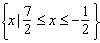 {x | 7/2 ≤ x ≤ -1/2}